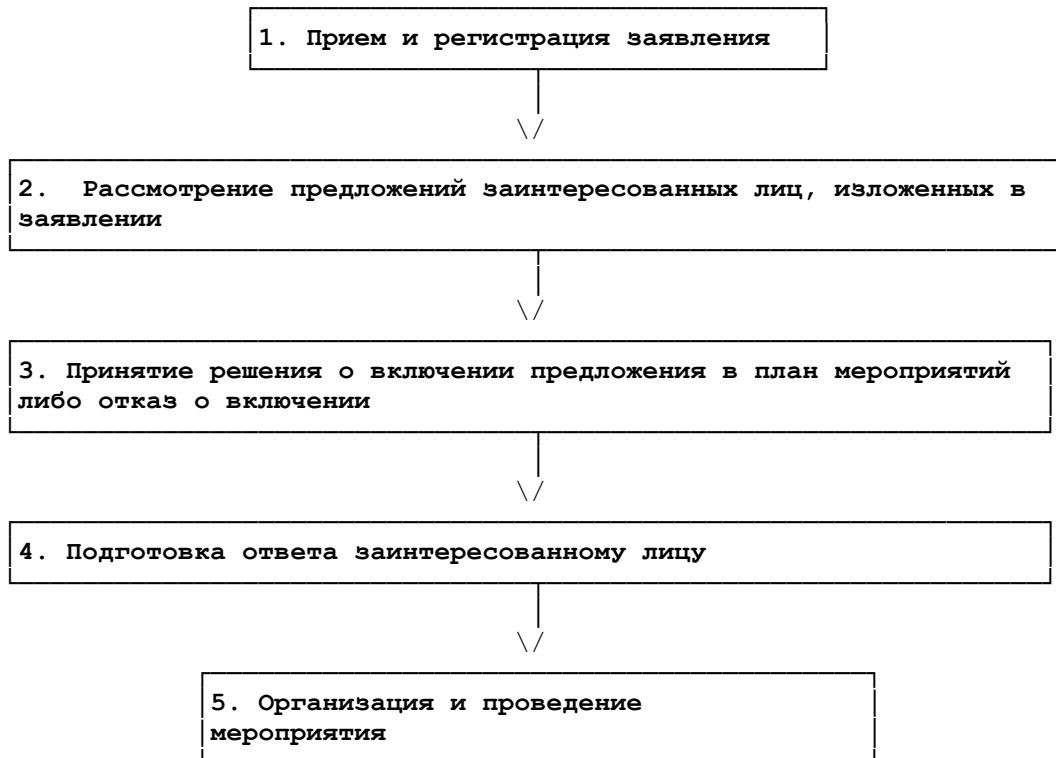 1. Прием и регистрация заявления
2. Рассмотрение предложений заинтересованных лиц, изложенных в
заявлении
3. Принятие решения о включении предложения в план мероприятий
либо отказ о включении
4. Подготовка ответа заинтересованному лицу
5. Организация и проведение
мероприятия